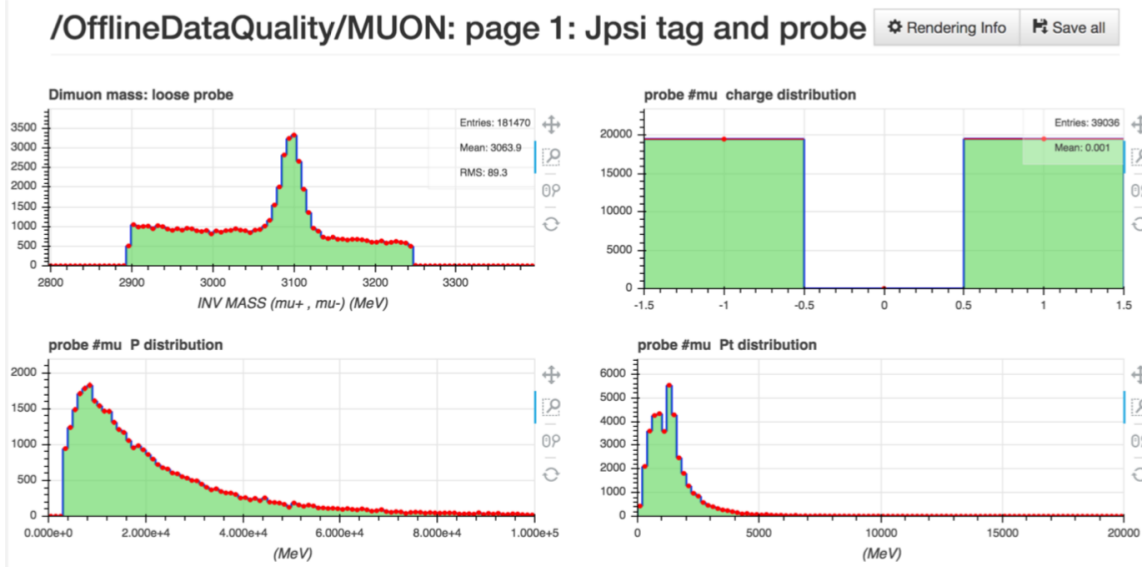 /OfflineDataQuality/MUON: page 1: Jpsi tag and probe
Rendering Info
Save all
Dimuon mass: loose probe
3500
3000
2500
2000
1500
1000
500
0
Entries: 181470
Mean: 3063.9
RMS: 89.3
2800 2900 3000 3100 3200 3300
INV MASS (mu+ , mu-) (MeV)
probe #mu charge distribution
20000
15000
10000
5000
0
Entries: 39036
Mean: 0.001
-1.5 -1 -0.5 0 0.5 1 1.5
probe #mu P distribution
2000
1500
1000
500
0
0.000e+0 2.000e+4 4.000e+4 6.000e+4 8.000e+4 1.000e+5
(MeV)
probe #mu Pt distribution
6000
5000
4000
3000
2000
1000
0
0 5000 10000 15000 20000
(MeV)